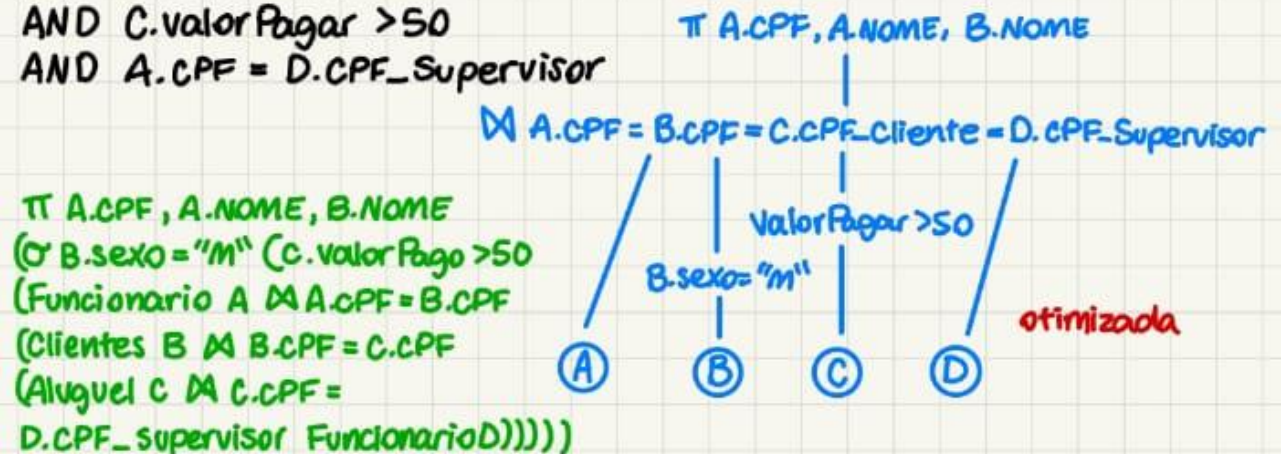 AND C.valorPagar >50
AND A.CPF = D.CPF_Supervisor
π A.CPF, A.NOME, B.NOME
⋈ A.CPF = B.CPF = C.CPF_Cliente = D.CPF_Supervisor
ValorPagar >50
B.sexo="M"
A B C D
otimizada
π A.CPF, A.NOME, B.NOME
(σ B.sexo="M" (C.valorPago >50
(Funcionario A ⋈ A.CPF = B.CPF
(Clientes B ⋈ B.CPF = C.CPF
(Aluguel C ⋈ C.CPF =
D.CPF_supervisor FuncionarioD)))))